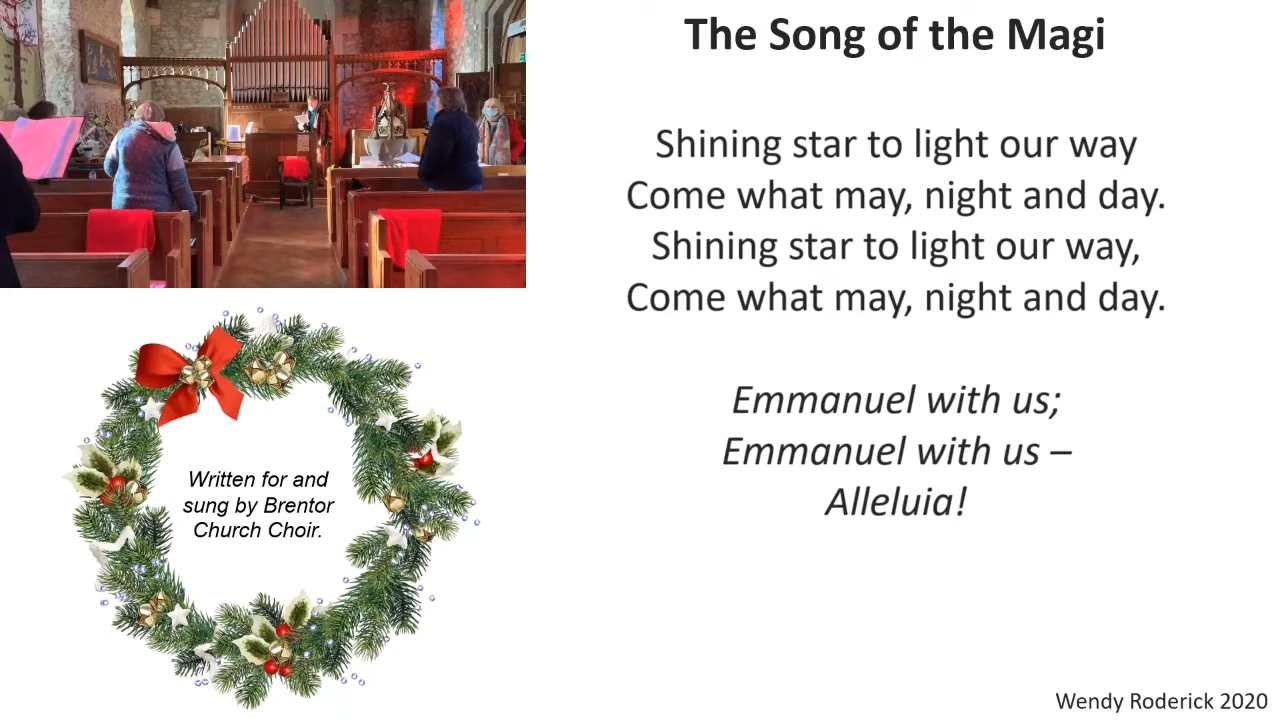 The Song of the Magi
Shining star to light our way
Come what may, night and day.
Shining star to light our way,
Come what may, night and day.
Emmanuel with us;
Emmanuel with us –
Alleluia!
Written for and
sung by Brentor
Church Choir.
Wendy Roderick 2020